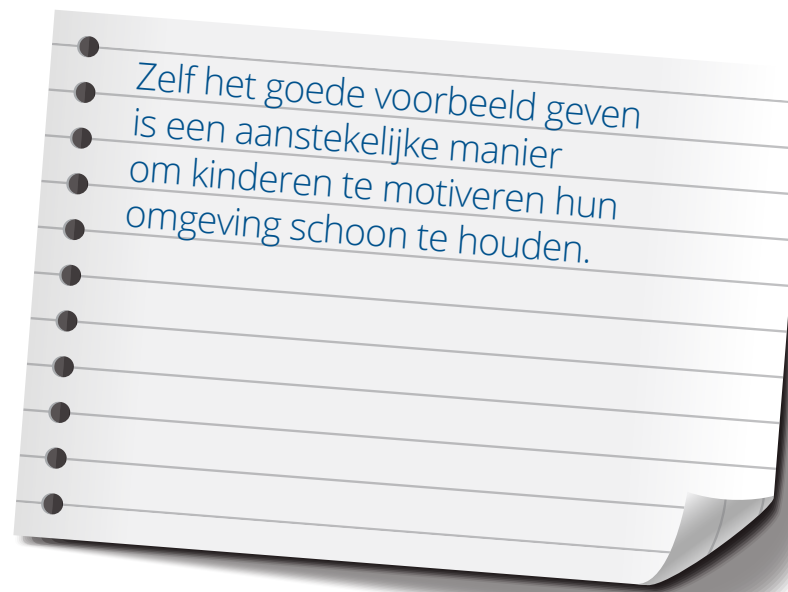 Zelf het goede voorbeeld geven
is een aanstekelijke manier
om kinderen te motiveren hun
omgeving schoon te houden.